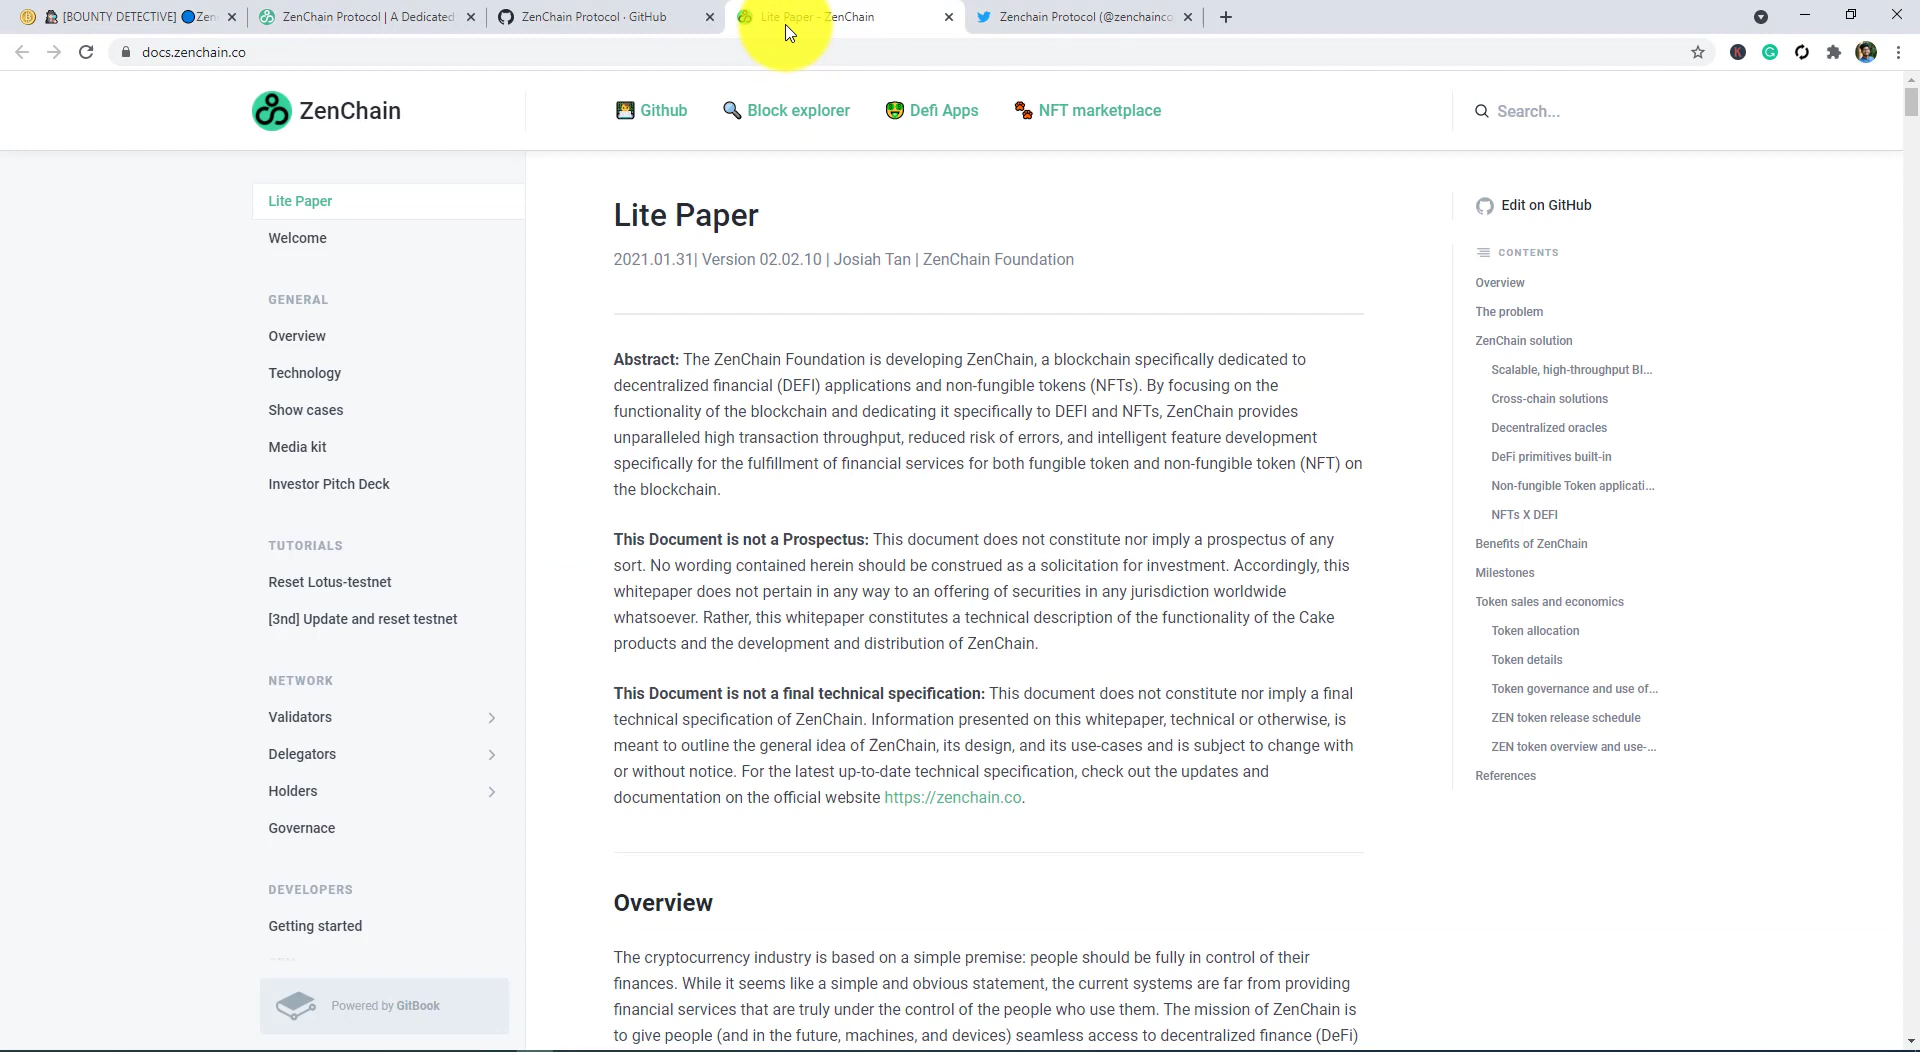 [BOUNTY DETECTIVE] 🔵Zen
ZenChain Protocol | A Dedicated
ZenChain Protocol · GitHub
Lite Paper - ZenChain
Zenchain Protocol (@zenchainco
docs.zenchain.co
ZenChain
Github
Block explorer
Defi Apps
NFT marketplace
Search...
Lite Paper
Welcome
GENERAL
Overview
Technology
Show cases
Media kit
Investor Pitch Deck
TUTORIALS
Reset Lotus-testnet
[3nd] Update and reset testnet
NETWORK
Validators
Delegators
Holders
Governace
DEVELOPERS
Getting started
Powered by GitBook
Lite Paper
2021.01.31| Version 02.02.10 | Josiah Tan | ZenChain Foundation
Abstract: The ZenChain Foundation is developing ZenChain, a blockchain specifically dedicated to
decentralized financial (DEFI) applications and non-fungible tokens (NFTs). By focusing on the
functionality of the blockchain and dedicating it specifically to DEFI and NFTs, ZenChain provides
unparalleled high transaction throughput, reduced risk of errors, and intelligent feature development
specifically for the fulfillment of financial services for both fungible token and non-fungible token (NFT) on
the blockchain.
This Document is not a Prospectus: This document does not constitute nor imply a prospectus of any
sort. No wording contained herein should be construed as a solicitation for investment. Accordingly, this
whitepaper does not pertain in any way to an offering of securities in any jurisdiction worldwide
whatsoever. Rather, this whitepaper constitutes a technical description of the functionality of the Cake
products and the development and distribution of ZenChain.
This Document is not a final technical specification: This document does not constitute nor imply a final
technical specification of ZenChain. Information presented on this whitepaper, technical or otherwise, is
meant to outline the general idea of ZenChain, its design, and its use-cases and is subject to change with
or without notice. For the latest up-to-date technical specification, check out the updates and
documentation on the official website https://zenchain.co.
Overview
The cryptocurrency industry is based on a simple premise: people should be fully in control of their
finances. While it seems like a simple and obvious statement, the current systems are far from providing
financial services that are truly under the control of the people who use them. The mission of ZenChain is
to give people (and in the future, machines, and devices) seamless access to decentralized finance (DeFi)
Edit on GitHub
CONTENTS
Overview
The problem
ZenChain solution
Scalable, high-throughput Bl...
Cross-chain solutions
Decentralized oracles
DeFi primitives built-in
Non-fungible Token applicati...
NFTs X DEFI
Benefits of ZenChain
Milestones
Token sales and economics
Token allocation
Token details
Token governance and use of...
ZEN token release schedule
ZEN token overview and use-...
References